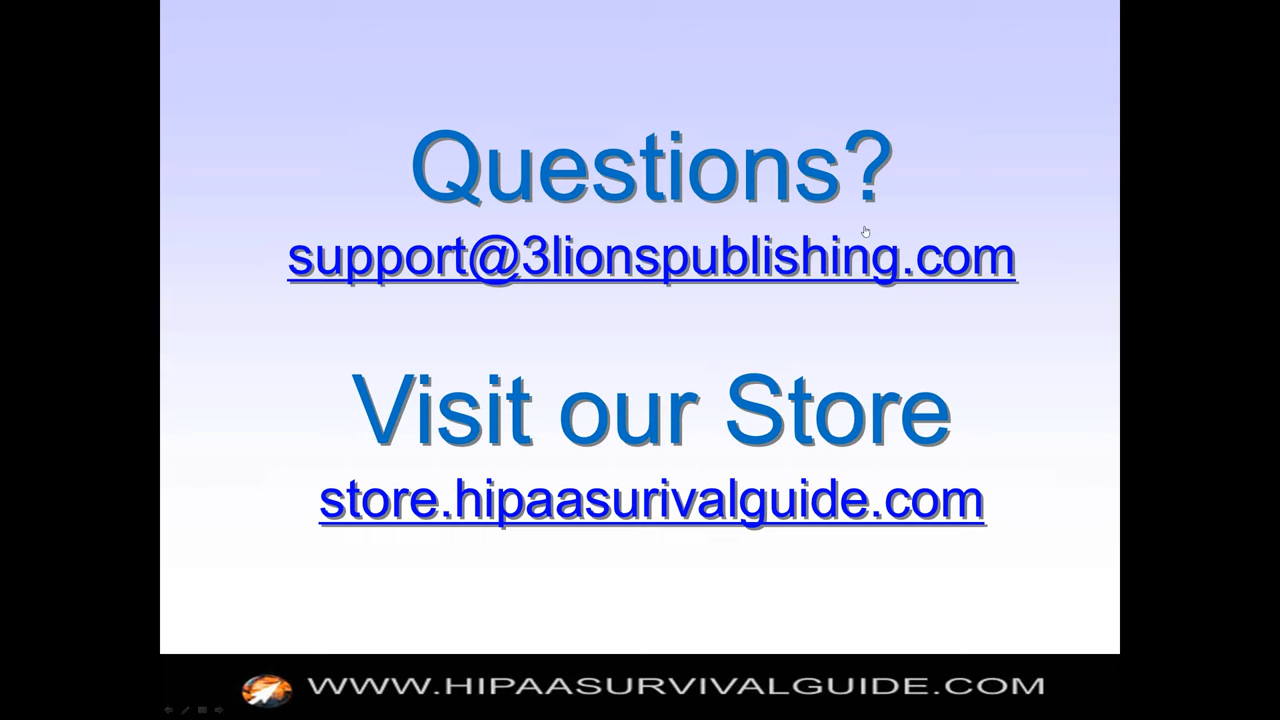 Questions?
support@3lionspublishing.com
Visit our Store
store.hipaasurivalguide.com
WWW.HIPAASURVIVALGUIDE.COM